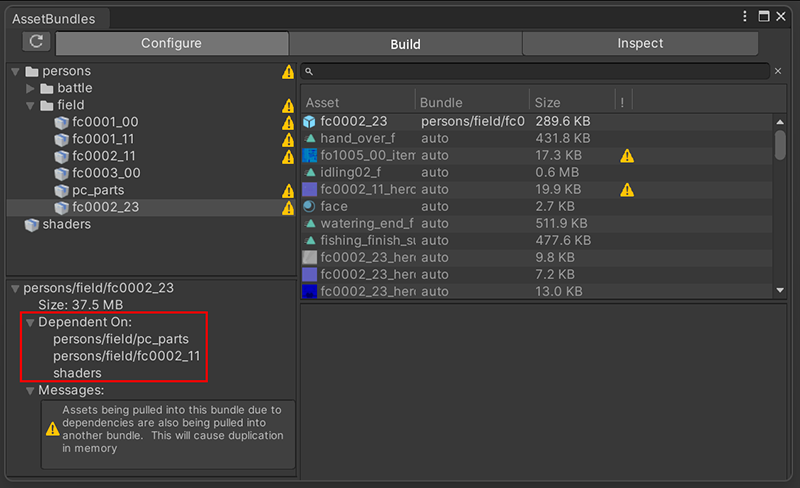 AssetBundles
Configure
Build
Inspect
persons
battle
field
fc0001_00
fc0001_11
fc0002_11
fc0003_00
pc_parts
fc0002_23
shaders
Asset Bundle Size !
fc0002_23 persons/field/fc0 289.6 KB
hand_over_f auto 431.8 KB
fo1005_00_item auto 17.3 KB
idling02_f auto 0.6 MB
fc0002_11_herc auto 19.9 KB
face auto 2.7 KB
watering_end_f auto 511.9 KB
fishing_finish_su auto 477.6 KB
fc0002_23_herc auto 9.8 KB
fc0002_23_herc auto 7.2 KB
fc0002_23_herc auto 13.0 KB
persons/field/fc0002_23
Size: 37.5 MB
Dependent On:
persons/field/pc_parts
persons/field/fc0002_11
shaders
Messages:
Assets being pulled into this bundle due to
dependencies are also being pulled into
another bundle. This will cause duplication
in memory